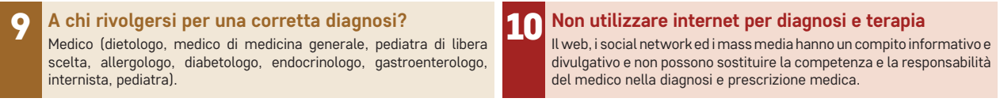 9
A chi rivolgersi per una corretta diagnosi?
Medico (dietologo, medico di medicina generale, pediatra di libera
scelta, allergologo, diabetologo, endocrinologo, gastroenterologo,
internista, pediatra).
10
Non utilizzare internet per diagnosi e terapia
Il web, i social network ed i mass media hanno un compito informativo e
divulgativo e non possono sostituire la competenza e la responsabilità
del medico nella diagnosi e prescrizione medica.